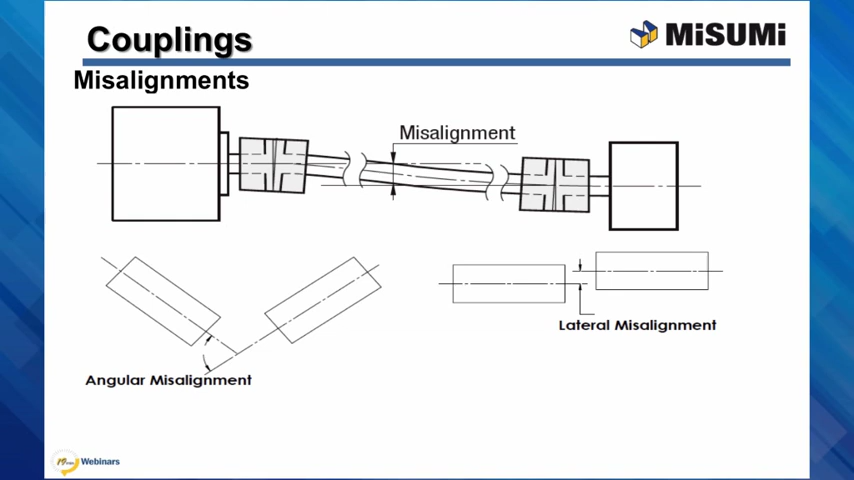 Couplings
MiSUMi
Misalignments
Misalignment
Lateral Misalignment
Angular Misalignment
Webinars